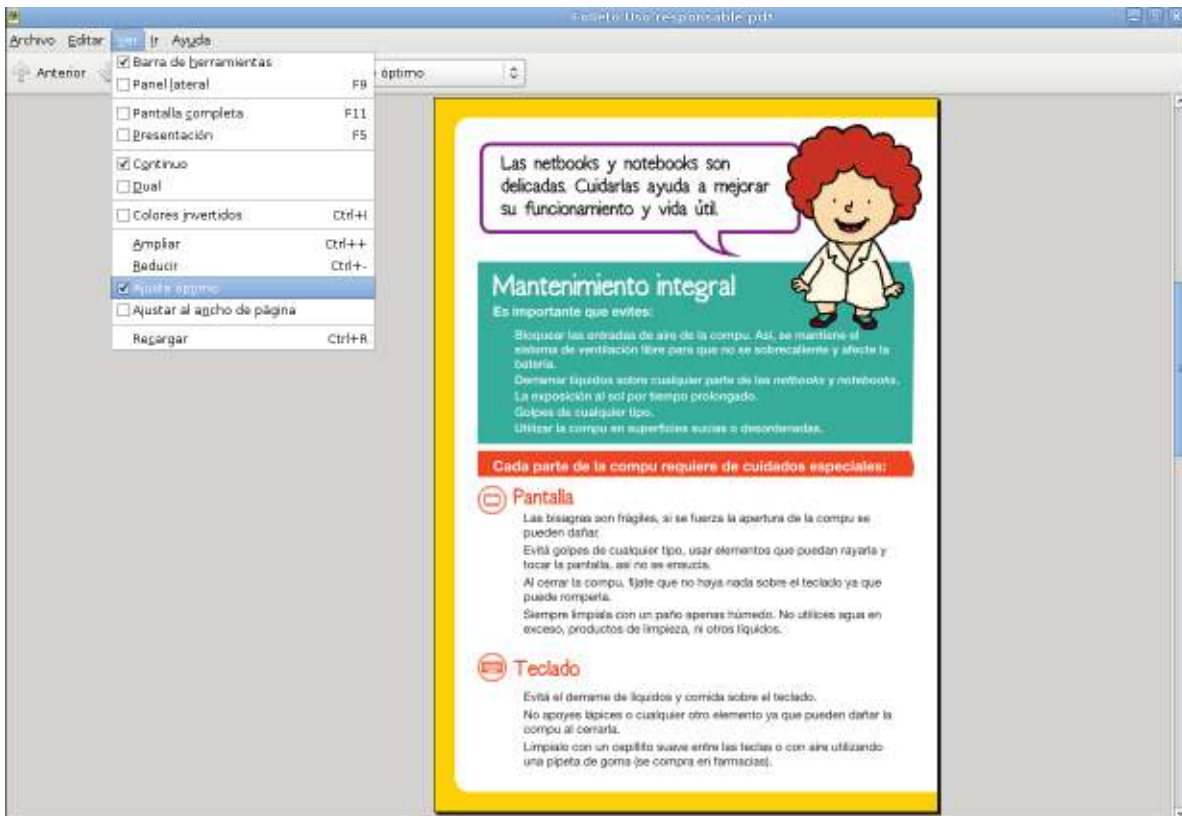 Folleto Uso responsable.pdf
Archivo Editar Ver Ir Ayuda
Anterior
óptimo
Barra de herramientas
Panel lateral F9
Pantalla completa F11
Presentación F5
Continuo
Dual
Colores invertidos Ctrl+I
Ampliar Ctrl++
Reducir Ctrl+-
Ajuste óptimo
Ajustar al ancho de página
Recargar Ctrl+R
Las netbooks y notebooks son
delicadas. Cuidarlas ayuda a mejorar
su funcionamiento y vida útil.
Mantenimiento integral
Es importante que evites:
Bloquear las entradas de aire de la compu. Así, se mantiene el
sistema de ventilación libre para que no se sobrecaliente y afecte la
batería.
Derramar líquidos sobre cualquier parte de las netbooks y notebooks.
La exposición al sol por tiempo prolongado.
Golpes de cualquier tipo.
Utilizar la compu en superficies sucias o desordenadas.
Cada parte de la compu requiere de cuidados especiales:
Pantalla
Las bisagras son frágiles, si se fuerza la apertura de la compu se
pueden dañar.
Evitá golpes de cualquier tipo, usar elementos que puedan rayarla y
tocar la pantalla, así no se ensucia.
Al cerrar la compu, fijate que no haya nada sobre el teclado ya que
puede romperla.
Siempre limpiala con un paño apenas húmedo. No utilices agua en
exceso, productos de limpieza, ni otros líquidos.
Teclado
Evitá el derrame de líquidos y comida sobre el teclado.
No apoyes lápices o cualquier otro elemento ya que pueden dañar la
compu al cerrarla.
Limpialo con un cepillito suave entre las teclas o con aire utilizando
una pipeta de goma (se compra en farmacias).